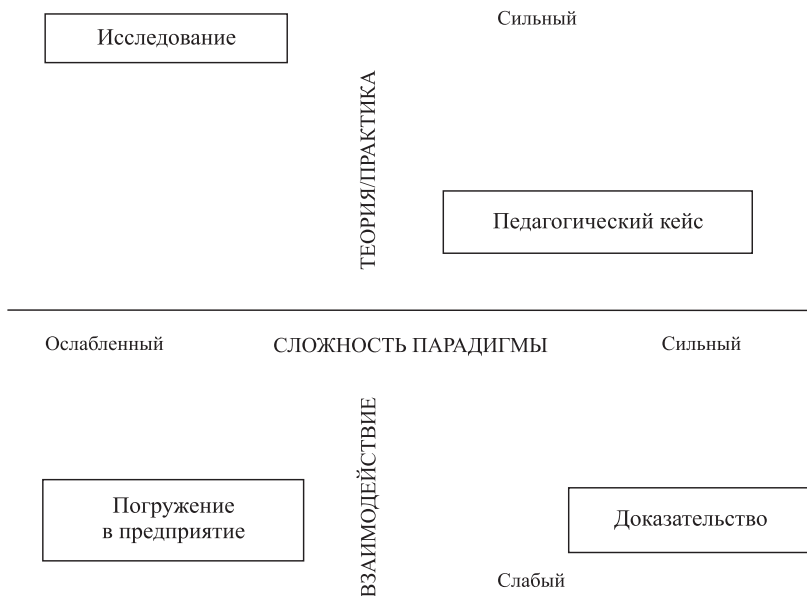 Сильный
Исследование
ТЕОРИЯ/ПРАКТИКА
Педагогический кейс
Ослабленный
СЛОЖНОСТЬ ПАРАДИГМЫ
Сильный
ВЗАИМОДЕЙСТВИЕ
Погружение
в предприятие
Доказательство
Слабый